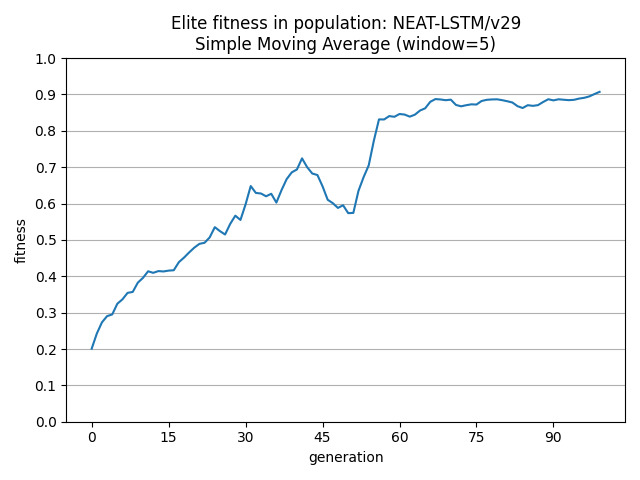 Elite fitness in population: NEAT-LSTM/v29
Simple Moving Average (window=5)
1.0
0.9
0.8
0.7
0.6
0.5
0.4
0.3
0.2
0.1
0.0
fitness
0 15 30 45 60 75 90
generation